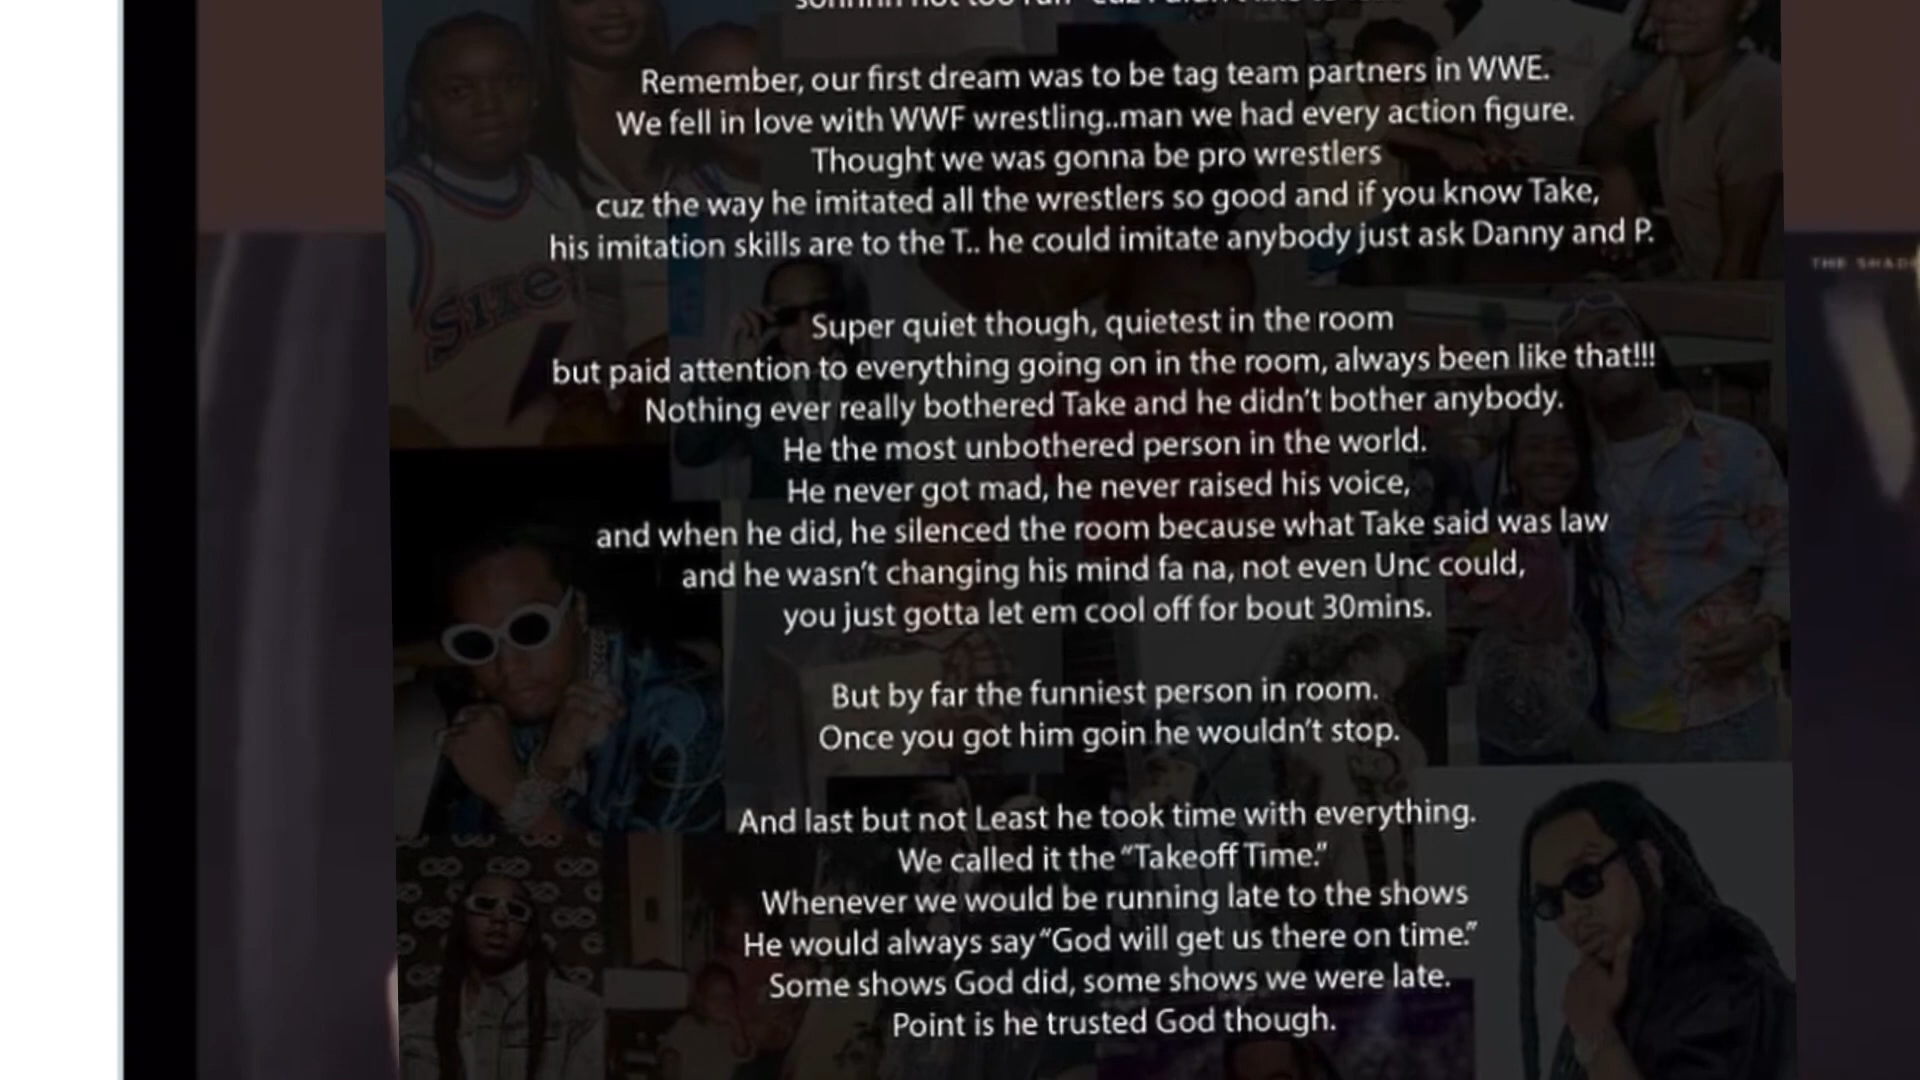 Remember, our first dream was to be tag team partners in WWE.
We fell in love with WWF wrestling..man we had every action figure.
Thought we was gonna be pro wrestlers
cuz the way he imitated all the wrestlers so good and if you know Take,
his imitation skills are to the T.. he could imitate anybody just ask Danny and P.
THE
Super quiet though, quietest in the room
but paid attention to everything going on in the room, always been like that!!!
Nothing ever really bothered Take and he didn't bother anybody.
He the most unbothered person in the world.
He never got mad, he never raised his voice,
and when he did, he silenced the room because what Take said was law
and he wasn't changing his mind fa na, not even Unc could,
you just gotta let em cool off for bout 30mins.
But by far the funniest person in room.
Once you got him goin he wouldn't stop.
And last but not Least he took time with everything.
We called it the "Takeoff Time."
Whenever we would be running late to the shows
He would always say "God will get us there on time."
Some shows God did, some shows we were late.
Point is he trusted God though.